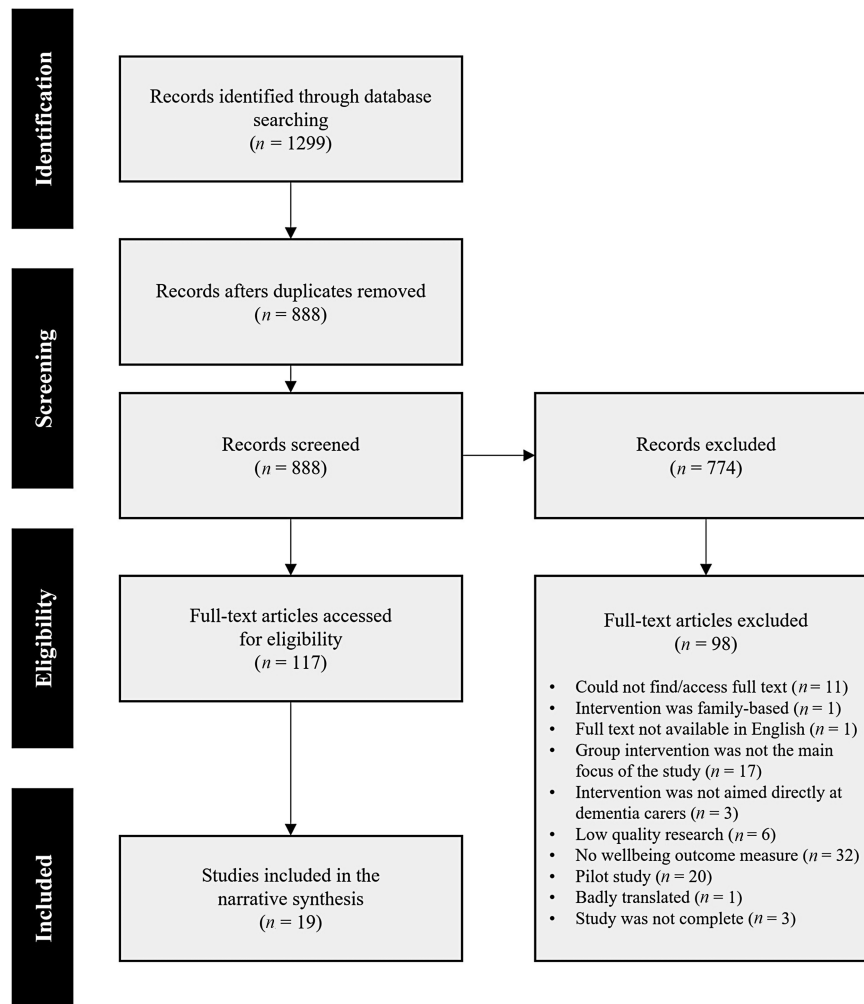 Identification
Records identified through database
searching
(n = 1299)
Screening
Records afters duplicates removed
(n = 888)
Records screened
(n = 888)
Records excluded
(n = 774)
Eligibility
Full-text articles accessed
for eligibility
(n = 117)
Full-text articles excluded
(n = 98)
• Could not find/access full text (n = 11)
• Intervention was family-based (n = 1)
• Full text not available in English (n = 1)
• Group intervention was not the main
focus of the study (n = 17)
• Intervention was not aimed directly at
dementia carers (n = 3)
• Low quality research (n = 6)
• No wellbeing outcome measure (n = 32)
• Pilot study (n = 20)
• Badly translated (n = 1)
• Study was not complete (n = 3)
Included
Studies included in the
narrative synthesis
(n = 19)